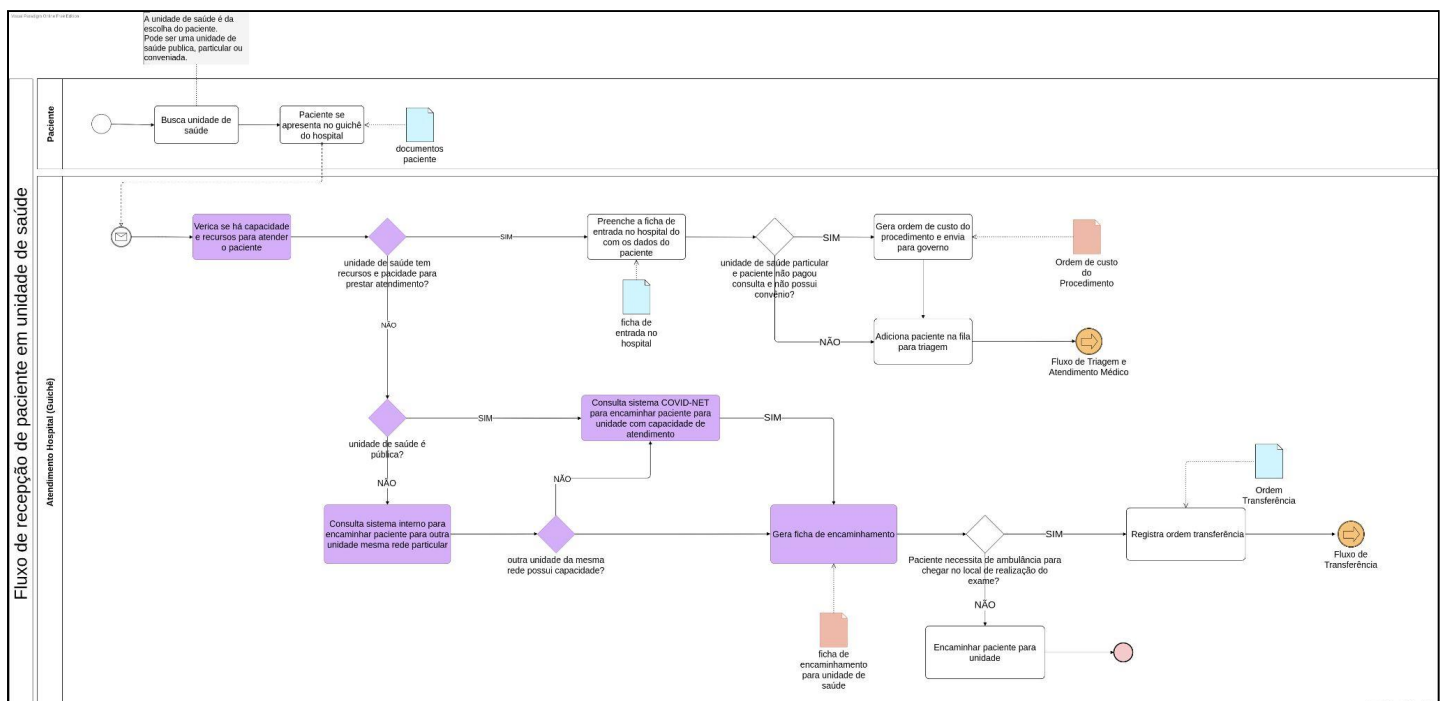 Visual Paradigm Online Free Edition
A unidade de saúde é da
escolha do paciente.
Pode ser uma unidade de
saúde publica, particular ou
conveniada.
Fluxo de recepção de paciente em unidade de saúde
Paciente
Busca unidade de
saúde
Paciente se
apresenta no guichê
do hospital
documentos
paciente
Atendimento Hospital (Guichê)
Verica se há capacidade
e recursos para atender
o paciente
unidade de saúde tem
recursos e pacidade para
prestar atendimento?
SIM
Preenche a ficha de
entrada no hospital do
com os dados do
paciente
ficha de
entrada no
hospital
unidade de saúde particular
e paciente não pagou
consulta e não possui
convênio?
SIM
Gera ordem de custo do
procedimento e envia
para governo
Ordem de custo
do
Procedimento
NÃO
NÃO
Adiciona paciente na fila
para triagem
Fluxo de Triagem e
Atendimento Médico
unidade de saúde é
pública?
SIM
Consulta sistema COVID-NET
para encaminhar paciente para
unidade com capacidade de
atendimento
SIM
NÃO
NÃO
Consulta sistema interno para
encaminhar paciente para outra
unidade mesma rede particular
outra unidade da mesma
rede possui capacidade?
Gera ficha de encaminhamento
ficha de
encaminhamento
para unidade de
saúde
Paciente necessita de ambulância para
chegar no local de realização do
exame?
SIM
Registra ordem transferência
Ordem
Transferência
Fluxo de
Transferência
NÃO
Encaminhar paciente para
unidade